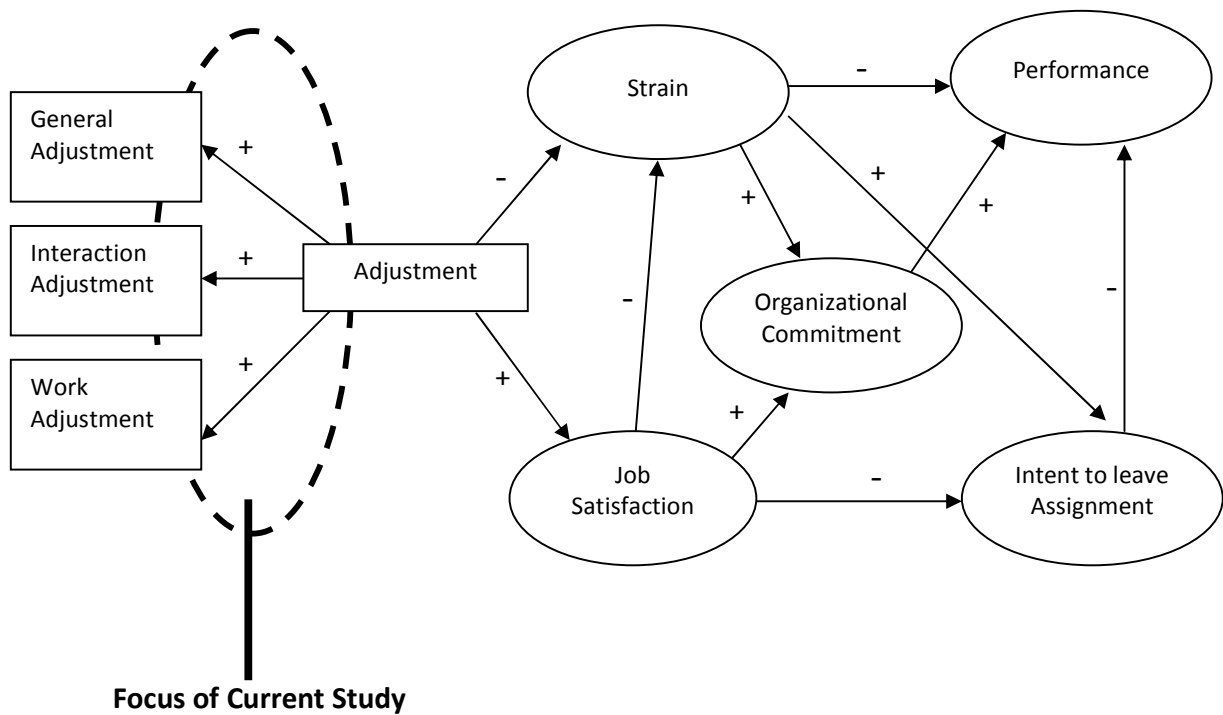 General
Adjustment
+
Interaction
Adjustment
+
Work
Adjustment
+
Adjustment
-
+
Strain
-
Performance
+
+
+
-
Organizational
Commitment
-
+
Job
Satisfaction
-
Intent to leave
Assignment
Focus of Current Study